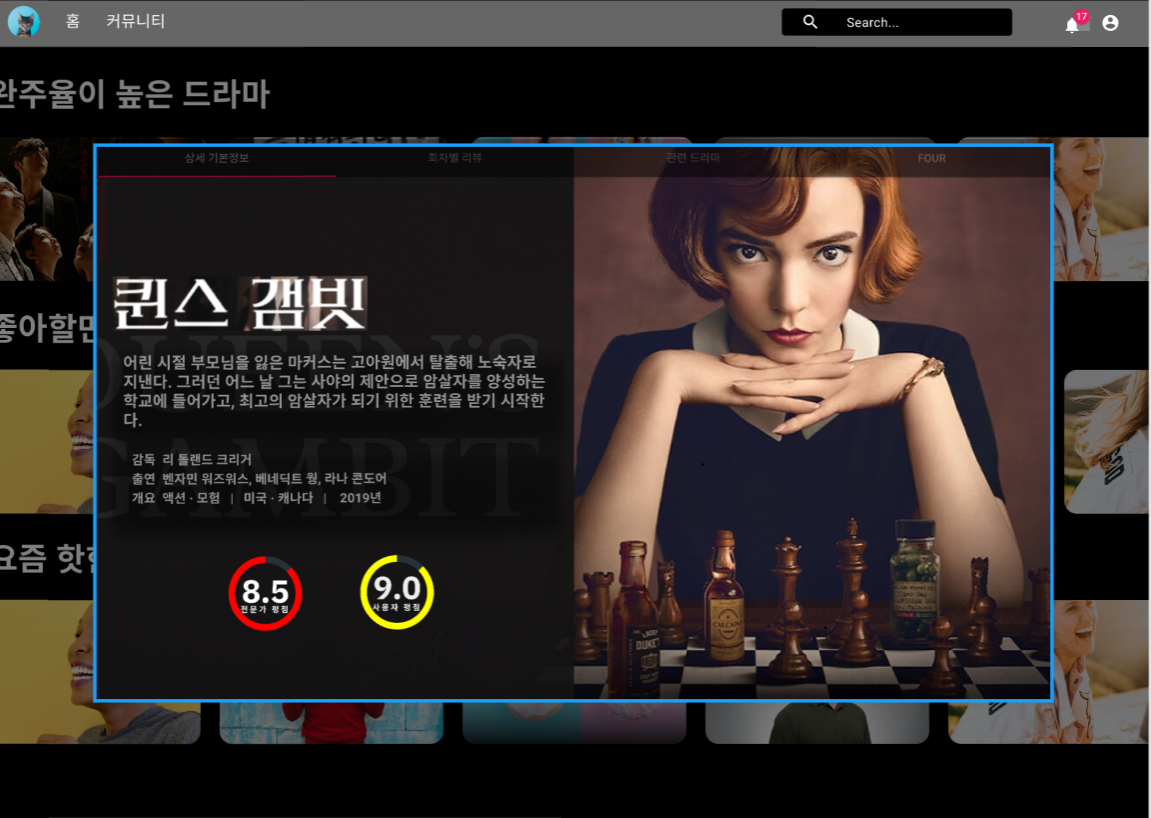 홈 커뮤니티 Search... 17
완주율이 높은 드라마
상세 기본정보 회차별 리뷰 관련 드라마 FOUR
퀸스 갬빗
좋아할만
QUEEN'S
GAMBIT
어린 시절 부모님을 잃은 마커스는 고아원에서 탈출해 노숙자로
지낸다. 그러던 어느 날 그는 사야의 제안으로 암살자를 양성하는
학교에 들어가고, 최고의 암살자가 되기 위한 훈련을 받기 시작한
다.
감독 리 톨랜드 크리거
출연 벤자민 워즈워스, 베네딕트 웡, 라나 콘도어
개요 액션 · 모험 | 미국 · 캐나다 | 2019년
요즘 핫한
8.5
전문가 평점
9.0
사용자 평점
DUKE'S